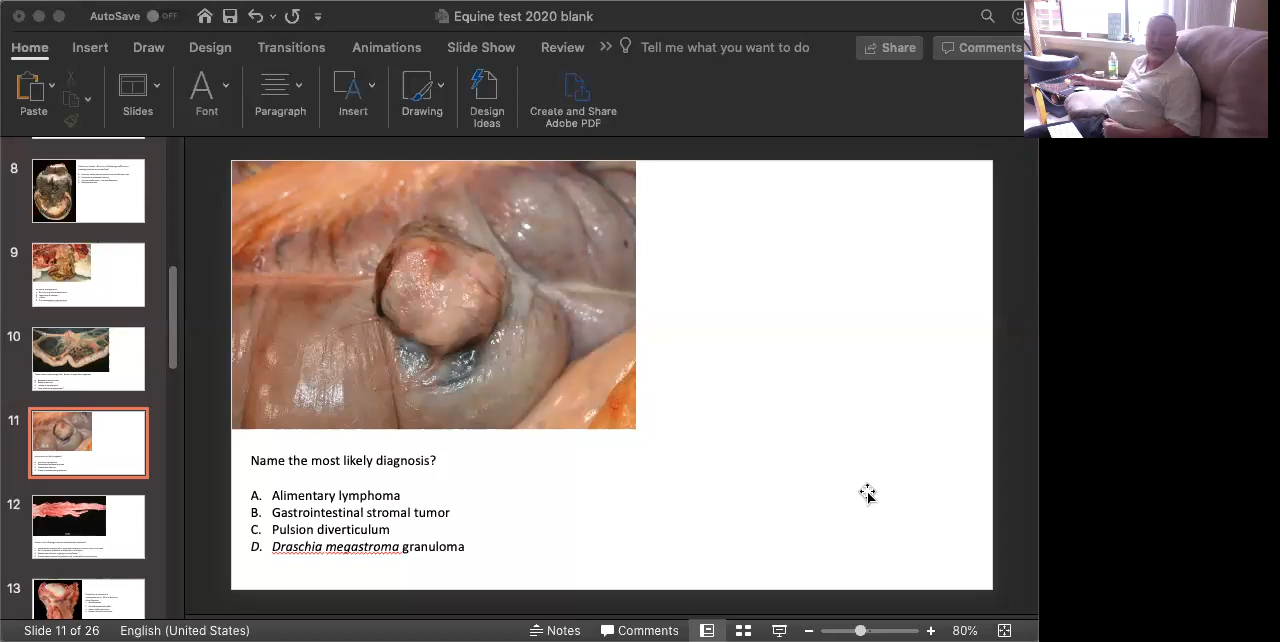 AutoSave OFF
Equine test 2020 blank
Home Insert Draw Design Transitions Animations Slide Show Review Tell me what you want to do Share Comments
Paste Slides Font Paragraph Insert Drawing Design Ideas Create and Share Adobe PDF
8
9
10
11
12
13
Name the most likely diagnosis?
A. Alimentary lymphoma
B. Gastrointestinal stromal tumor
C. Pulsion diverticulum
D. Draschia megastroma granuloma
Slide 11 of 26 English (United States) Notes Comments 80%